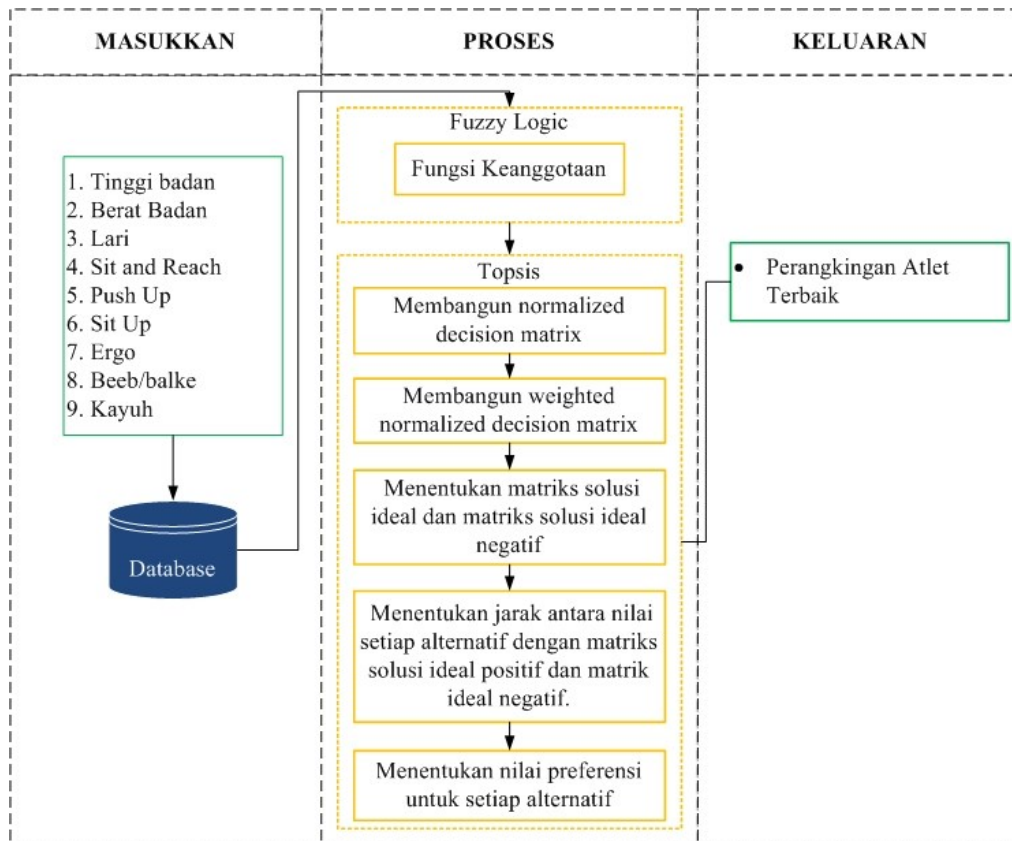 MASUKKAN
PROSES
KELUARAN
1. Tinggi badan
2. Berat Badan
3. Lari
4. Sit and Reach
5. Push Up
6. Sit Up
7. Ergo
8. Beeb/balke
9. Kayuh
Database
Fuzzy Logic
Fungsi Keanggotaan
Topsis
Membangun normalized
decision matrix
Membangun weighted
normalized decision matrix
Menentukan matriks solusi
ideal dan matriks solusi ideal
negatif
Menentukan jarak antara nilai
setiap alternatif dengan matriks
solusi ideal positif dan matrik
ideal negatif.
Menentukan nilai preferensi
untuk setiap alternatif
• Perangkingan Atlet
Terbaik